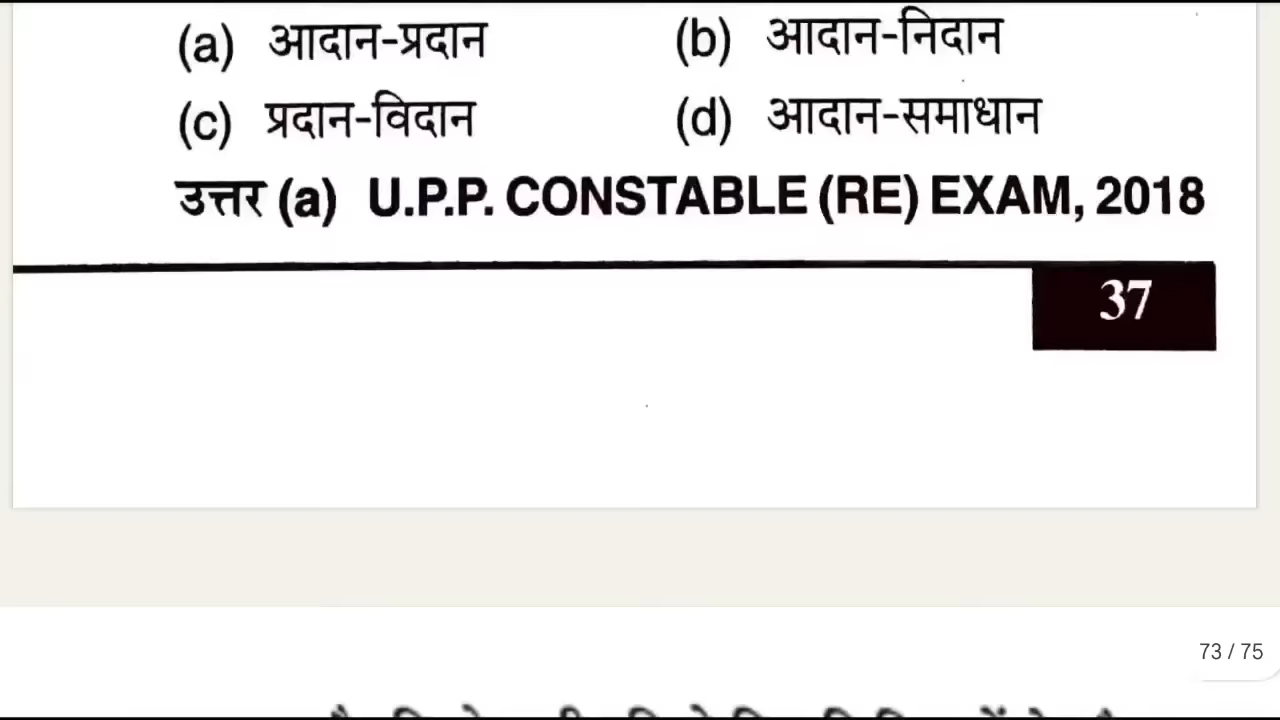 (a) आदान-प्रदान (b) आदान-निदान
(c) प्रदान-विदान (d) आदान-समाधान
उत्तर (a) U.P.P. CONSTABLE (RE) EXAM, 2018
37
73 / 75